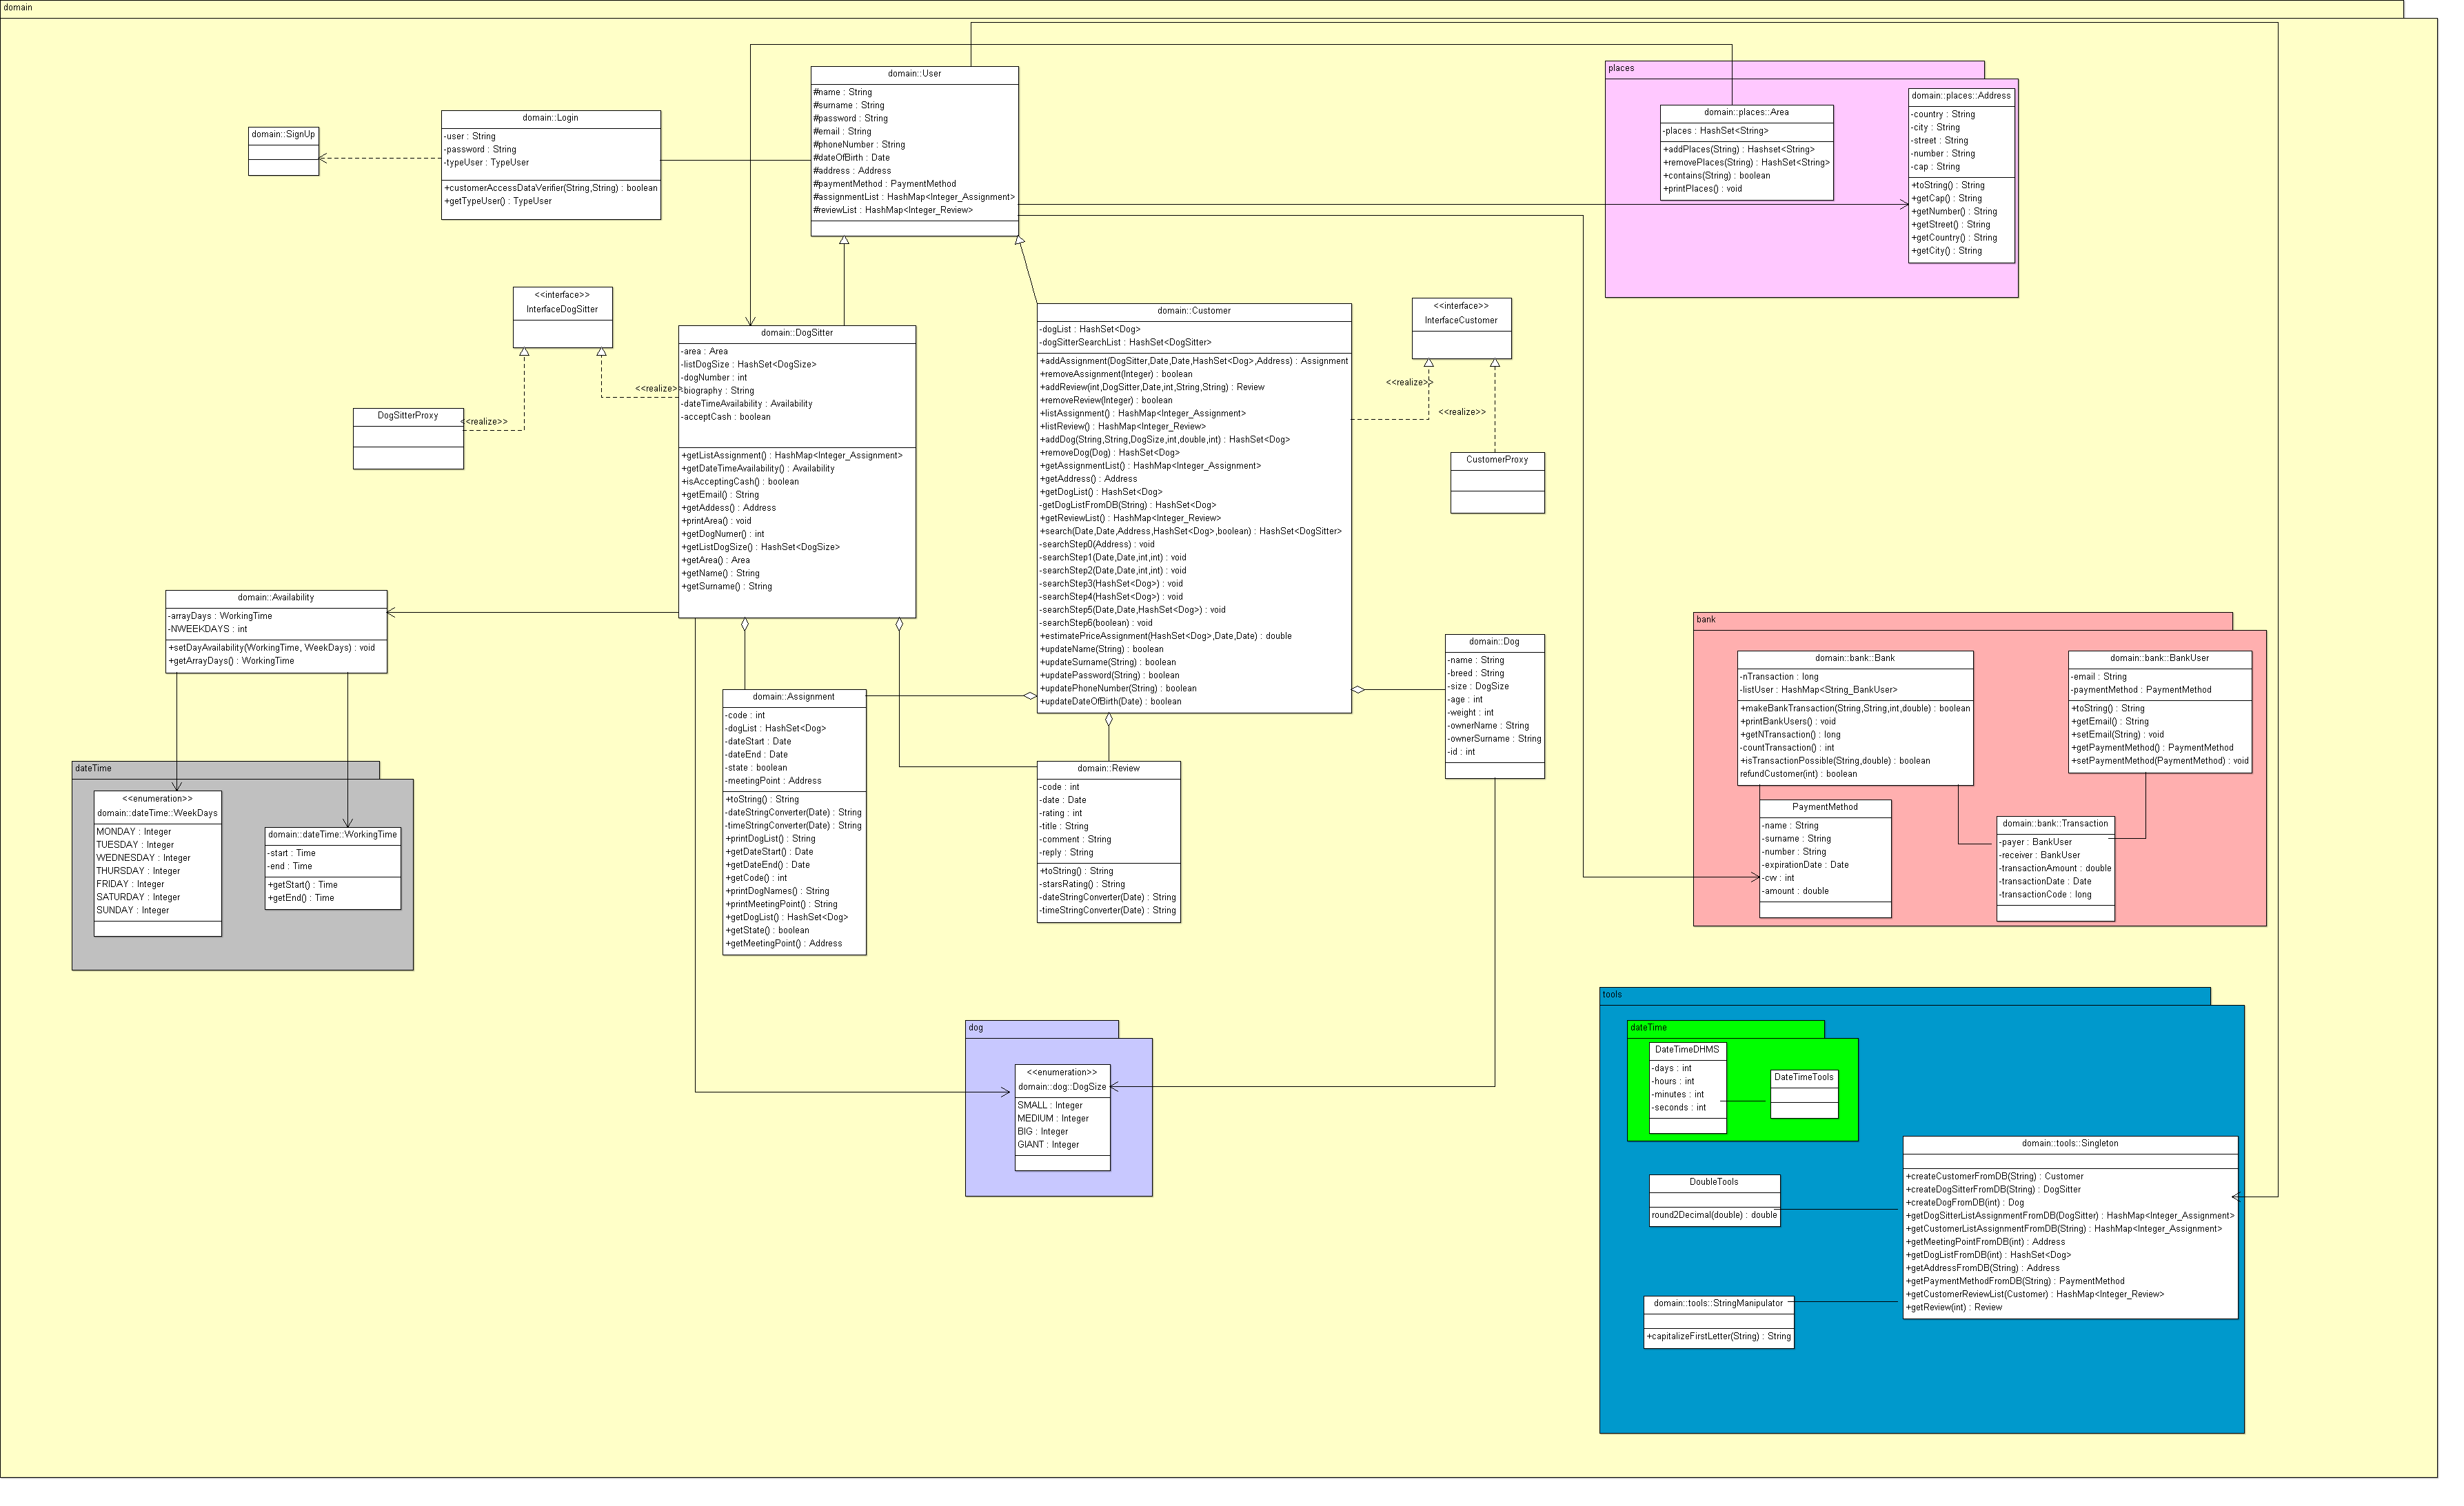 domain
domain::User
#name : String
#surname : String
#password : String
#email : String
#phoneNumber : String
#dateOfBirth : Date
#address : Address
#paymentMethod : PaymentMethod
#assignmentList : HashMap<Integer_Assignment>
#reviewList : HashMap<Integer_Review>
domain::SignUp
domain::Login
-user : String
-password : String
-typeUser : TypeUser
+customerAccessDataVerifier(String,String) : boolean
+getTypeUser() : TypeUser
places
domain::places::Area
-places : HashSet<String>
+addPlaces(String) : Hashset<String>
+removePlaces(String) : HashSet<String>
+contains(String) : boolean
+printPlaces() : void
domain::places::Address
-country : String
-city : String
-street : String
-number : String
-cap : String
+toString() : String
+getCap() : String
+getNumber() : String
+getStreet() : String
+getCountry() : String
+getCity() : String
<<interface>>
InterfaceDogSitter
DogSitterProxy
<<realize>>
<<realize>>
domain::DogSitter
-area : Area
-listDogSize : HashSet<DogSize>
-dogNumber : int
-biography : String
-dateTimeAvailability : Availability
-acceptCash : boolean
+getListAssignment() : HashMap<Integer_Assignment>
+getDateTimeAvailability() : Availability
+isAcceptingCash() : boolean
+getEmail() : String
+getAddess() : Address
+printArea() : void
+getDogNumer() : int
+getListDogSize() : HashSet<DogSize>
+getArea() : Area
+getName() : String
+getSurname() : String
domain::Customer
-dogList : HashSet<Dog>
-dogSitterSearchList : HashSet<DogSitter>
+addAssignment(DogSitter,Date,Date,HashSet<Dog>,Address) : Assignment
+removeAssignment(Integer) : boolean
+addReview(int,DogSitter,Date,int,String,String) : Review
+removeReview(Integer) : boolean
+listAssignment() : HashMap<Integer_Assignment>
+listReview() : HashMap<Integer_Review>
+addDog(String,String,DogSize,int,double,int) : HashSet<Dog>
+removeDog(Dog) : HashSet<Dog>
+getAssignmentList() : HashMap<Integer_Assignment>
+getAddress() : Address
+getDogList() : HashSet<Dog>
-getDogListFromDB(String) : HashSet<Dog>
+getReviewList() : HashMap<Integer_Review>
+search(Date,Date,Address,HashSet<Dog>,boolean) : HashSet<DogSitter>
-searchStep0(Address) : void
-searchStep1(Date,Date,int,int) : void
-searchStep2(Date,Date,int,int) : void
-searchStep3(HashSet<Dog>) : void
-searchStep4(HashSet<Dog>) : void
-searchStep5(Date,Date,HashSet<Dog>) : void
-searchStep6(boolean) : void
+estimatePriceAssignment(HashSet<Dog>,Date,Date) : double
+updateName(String) : boolean
+updateSurname(String) : boolean
+updatePassword(String) : boolean
+updatePhoneNumber(String) : boolean
+updateDateOfBirth(Date) : boolean
<<interface>>
InterfaceCustomer
<<realize>>
<<realize>>
CustomerProxy
domain::Availability
-arrayDays : WorkingTime
-NWEEKDAYS : int
+setDayAvailability(WorkingTime, WeekDays) : void
+getArrayDays() : WorkingTime
domain::Assignment
-code : int
-dogList : HashSet<Dog>
-dateStart : Date
-dateEnd : Date
-state : boolean
-meetingPoint : Address
+toString() : String
-dateStringConverter(Date) : String
-timeStringConverter(Date) : String
+printDogList() : String
+getDateStart() : Date
+getDateEnd() : Date
+getCode() : int
+printDogNames() : String
+printMeetingPoint() : String
+getDogList() : HashSet<Dog>
+getState() : boolean
+getMeetingPoint() : Address
domain::Review
-code : int
-date : Date
-rating : int
-title : String
-comment : String
-reply : String
+toString() : String
-starsRating() : String
-dateStringConverter(Date) : String
-timeStringConverter(Date) : String
domain::Dog
-name : String
-breed : String
-size : DogSize
-age : int
-weight : int
-ownerName : String
-ownerSurname : String
-id : int
bank
domain::bank::Bank
-nTransaction : long
-listUser : HashMap<String_BankUser>
+makeBankTransaction(String,String,int,double) : boolean
+printBankUsers() : void
+getNTransaction() : long
-countTransaction() : int
+isTransactionPossible(String,double) : boolean
refundCustomer(int) : boolean
domain::bank::BankUser
-email : String
-paymentMethod : PaymentMethod
+toString() : String
+getEmail() : String
+setEmail(String) : void
+getPaymentMethod() : PaymentMethod
+setPaymentMethod(PaymentMethod) : void
PaymentMethod
-name : String
-surname : String
-number : String
-expirationDate : Date
-cvv : int
-amount : double
domain::bank::Transaction
-payer : BankUser
-receiver : BankUser
-transactionAmount : double
-transactionDate : Date
-transactionCode : long
dateTime
<<enumeration>>
domain::dateTime::WeekDays
MONDAY : Integer
TUESDAY : Integer
WEDNESDAY : Integer
THURSDAY : Integer
FRIDAY : Integer
SATURDAY : Integer
SUNDAY : Integer
domain::dateTime::WorkingTime
-start : Time
-end : Time
+getStart() : Time
+getEnd() : Time
dog
<<enumeration>>
domain::dog::DogSize
SMALL : Integer
MEDIUM : Integer
BIG : Integer
GIANT : Integer
tools
dateTime
DateTimeDHMS
-days : int
-hours : int
-minutes : int
-seconds : int
DateTimeTools
DoubleTools
round2Decimal(double) : double
domain::tools::StringManipulator
+capitalizeFirstLetter(String) : String
domain::tools::Singleton
+createCustomerFromDB(String) : Customer
+createDogSitterFromDB(String) : DogSitter
+createDogFromDB(int) : Dog
+getDogSitterListAssignmentFromDB(DogSitter) : HashMap<Integer_Assignment>
+getCustomerListAssignmentFromDB(String) : HashMap<Integer_Assignment>
+getMeetingPointFromDB(int) : Address
+getDogListFromDB(int) : HashSet<Dog>
+getAddressFromDB(String) : Address
+getPaymentMethodFromDB(String) : PaymentMethod
+getCustomerReviewList(Customer) : HashMap<Integer_Review>
+getReview(int) : Review